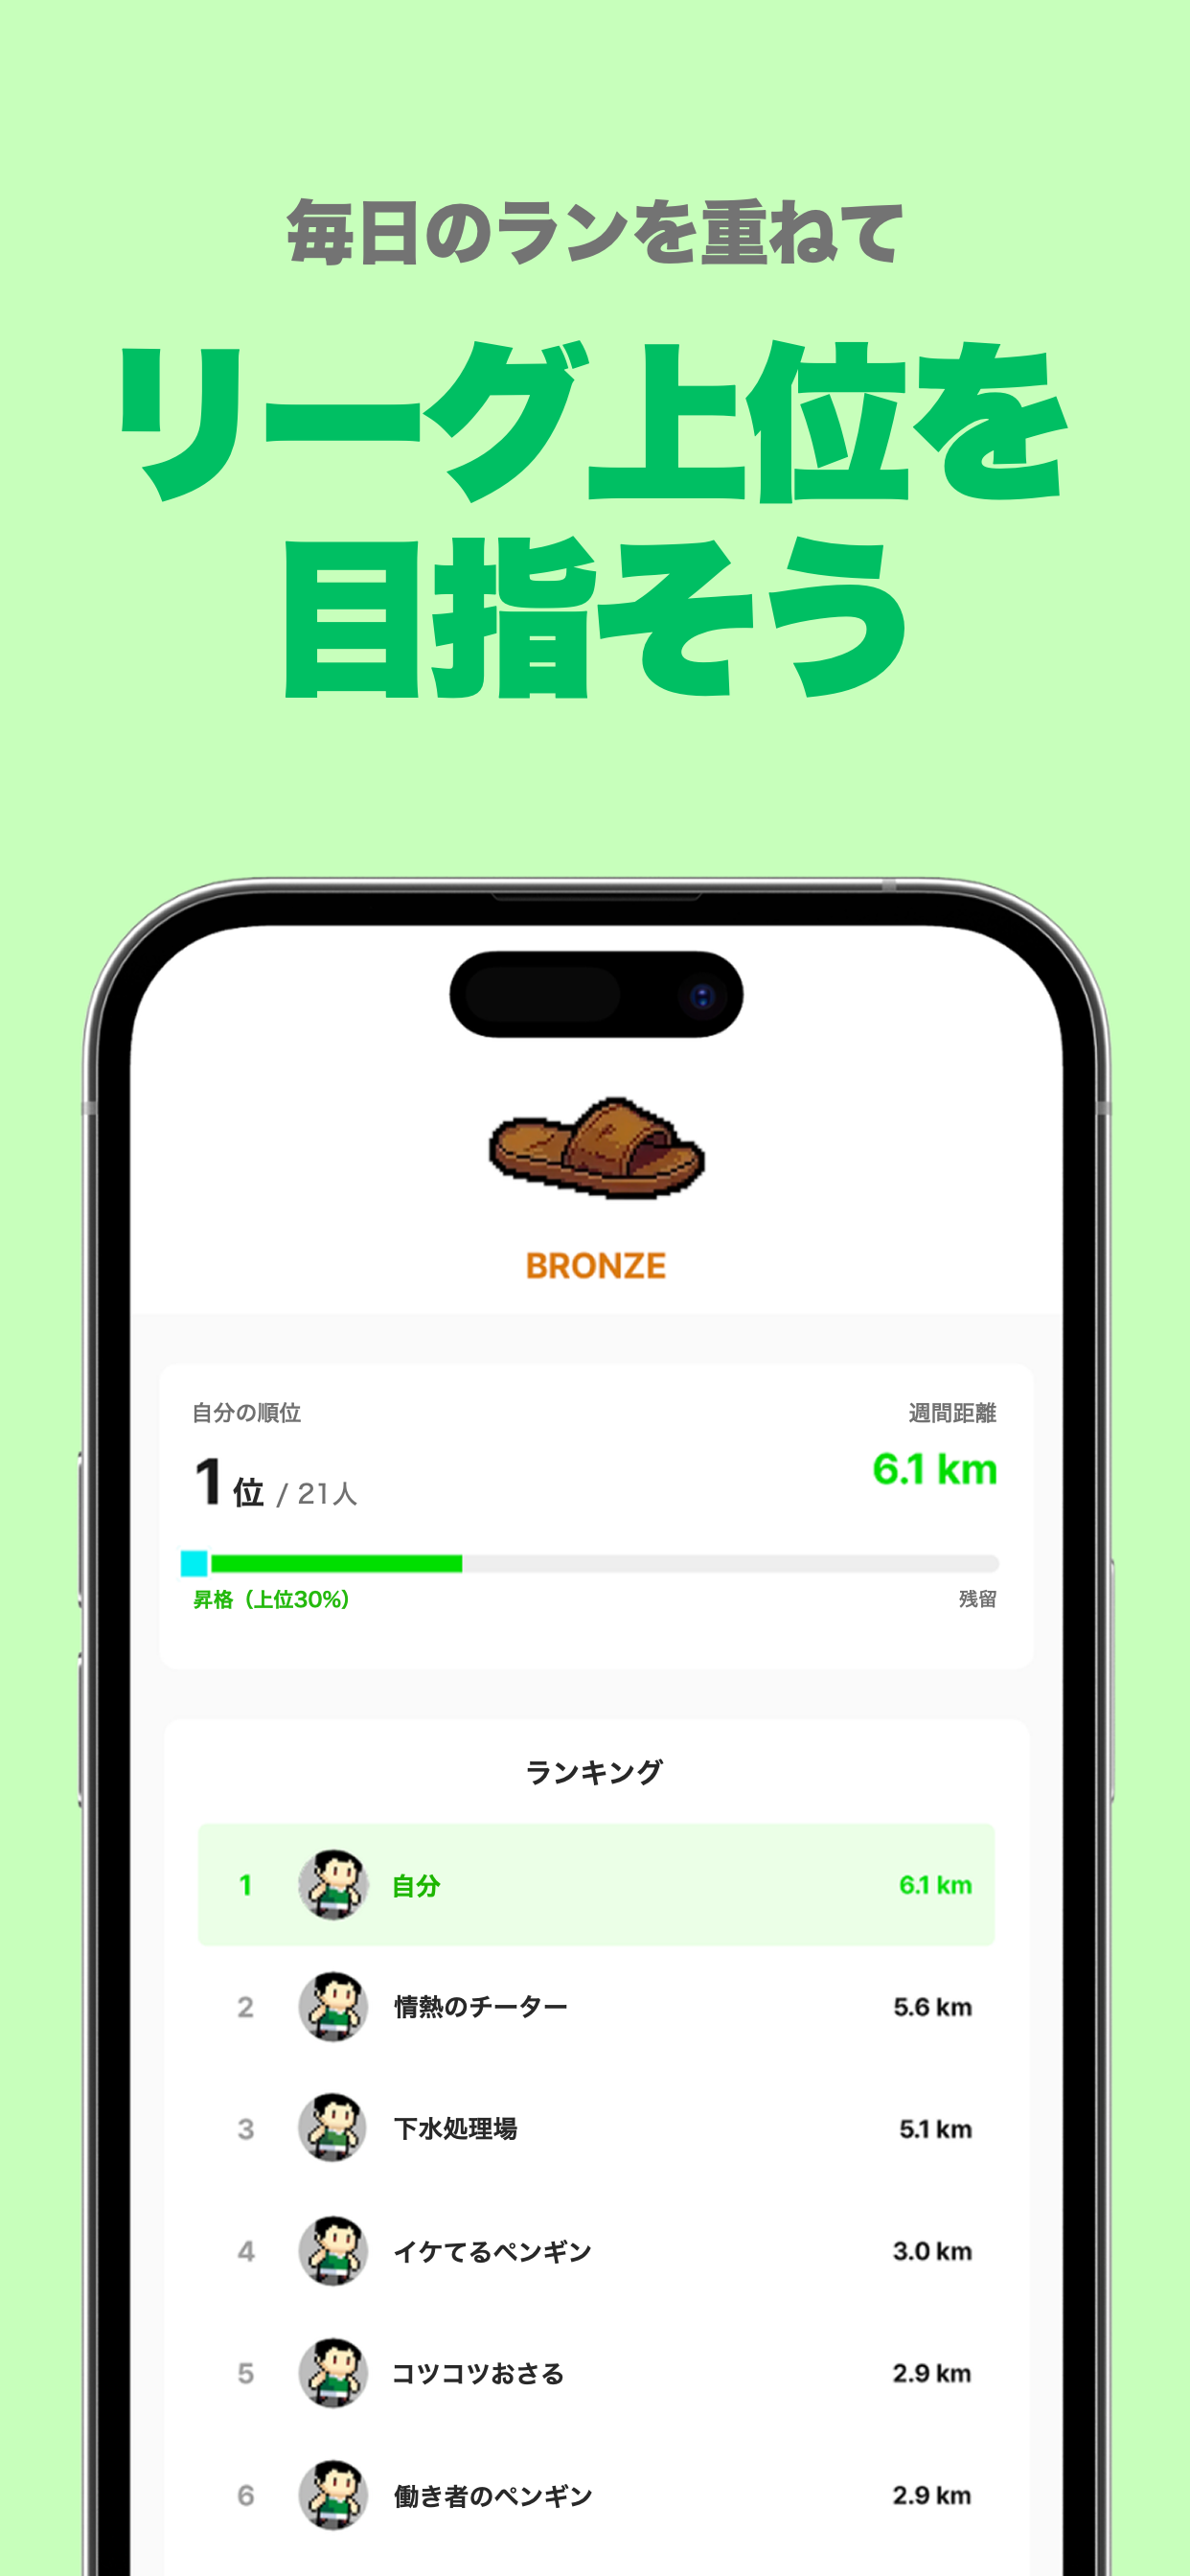 毎日のランを重ねて
リーグ上位を
目指そう
BRONZE
自分の順位
週間距離
1位 / 21人
6.1 km
昇格（上位30%）
残留
ランキング
1 自分 6.1 km
2 情熱のチーター 5.6 km
3 下水処理場 5.1 km
4 イケてるペンギン 3.0 km
5 コツコツおさる 2.9 km
6 働き者のペンギン 2.9 km